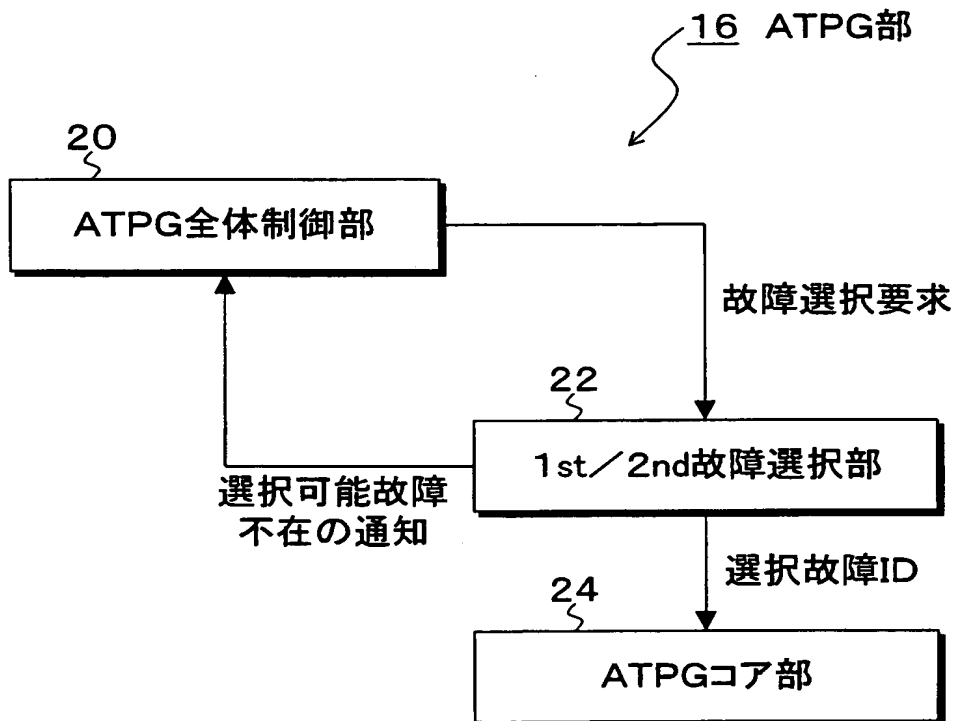 16 ATPG部
20
ATPG全体制御部
故障選択要求
22
1st／2nd故障選択部
選択可能故障
不在の通知
選択故障ID
24
ATPGコア部